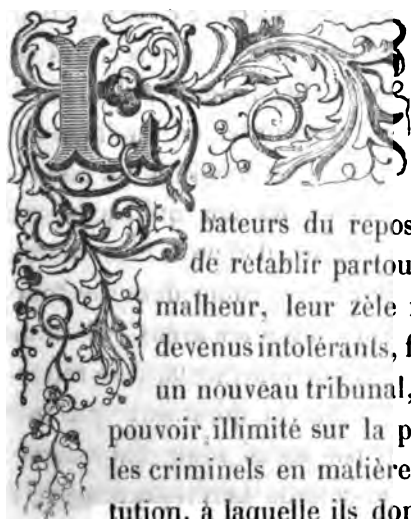 L
bateurs du repos
de rétablir partou
malheur, leur zèle
devenus intolérants, f
un nouveau tribunal,
pouvoir illimité sur la p
les criminels en matière
tution, à laquelle ils don